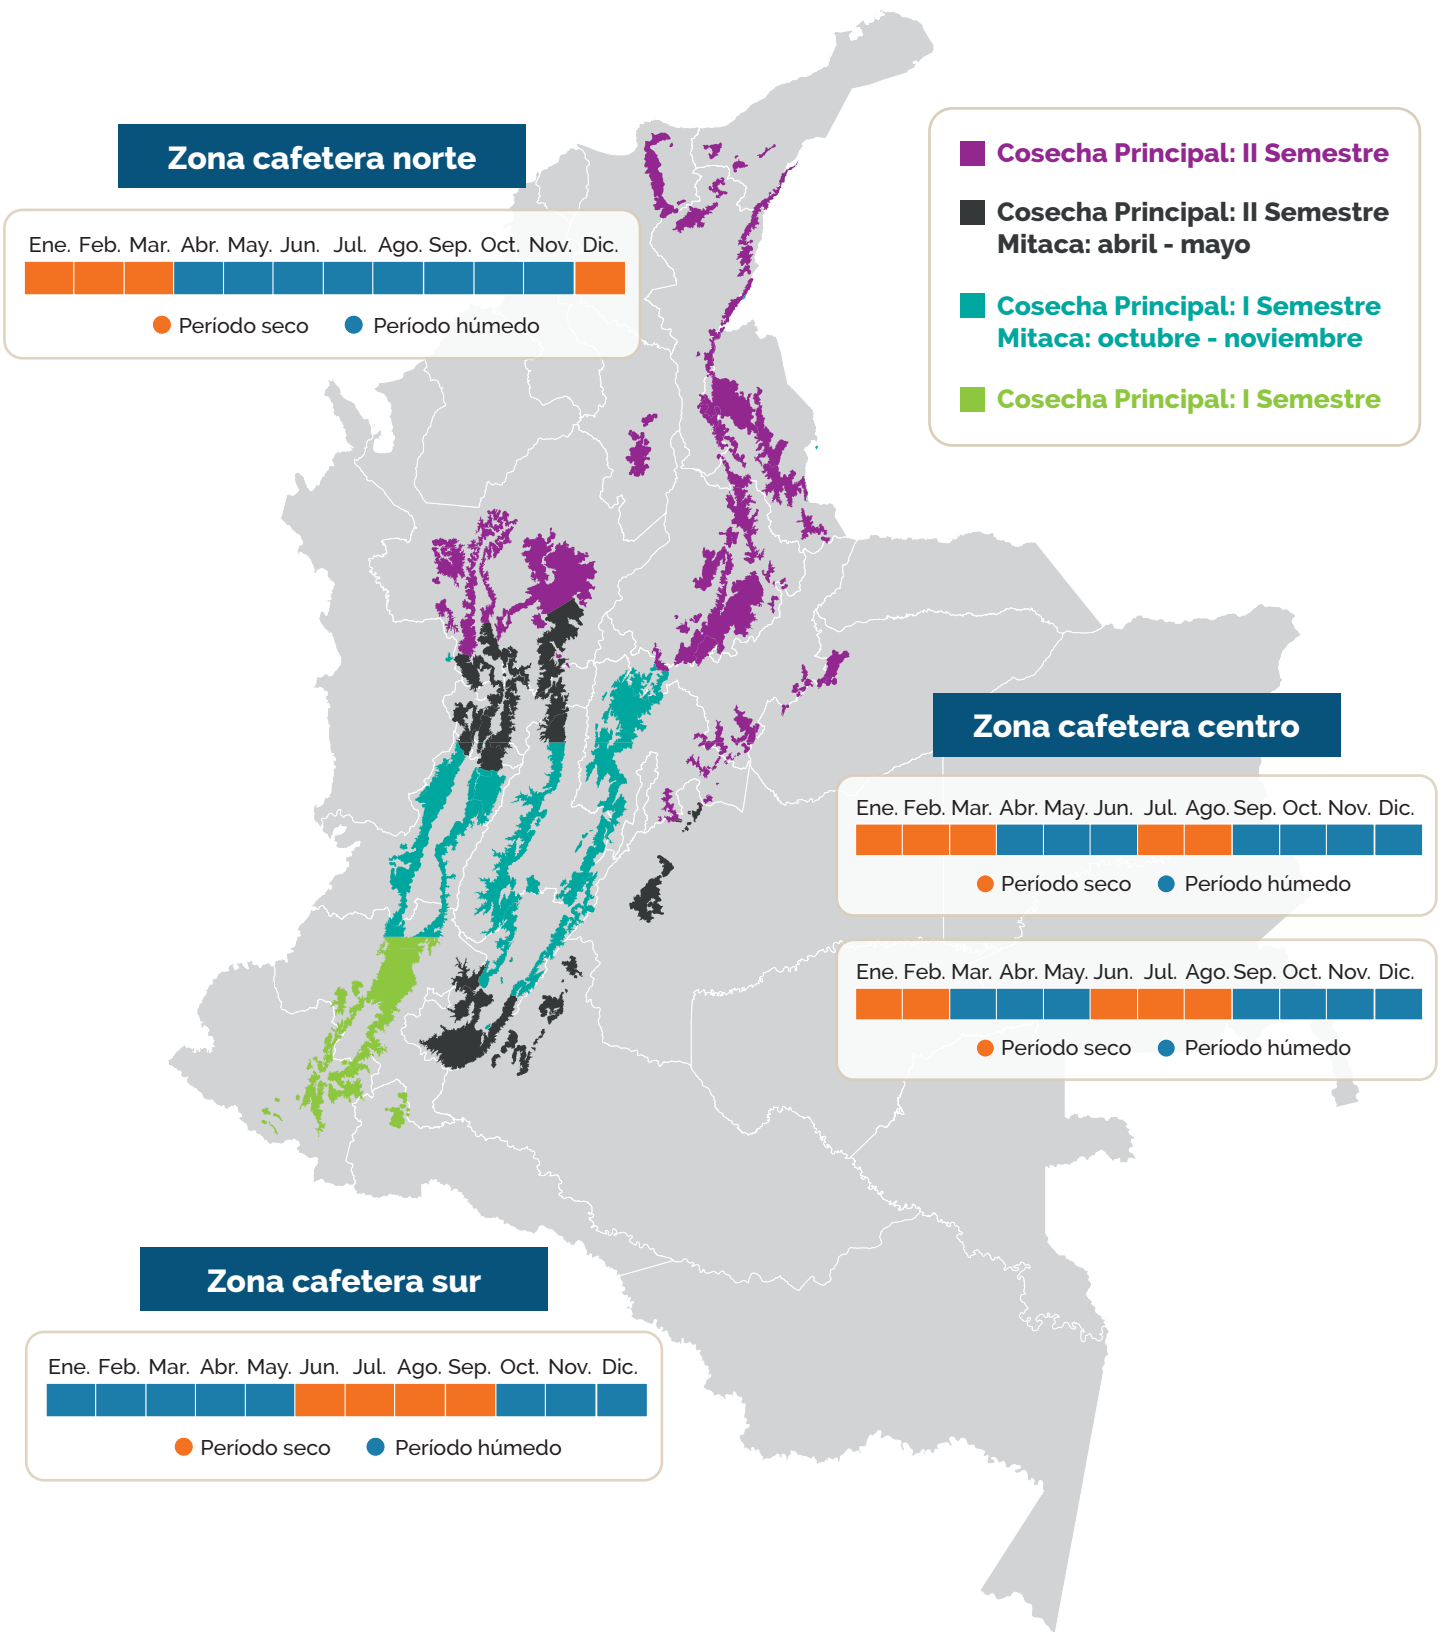 Zona cafetera norte
Ene. Feb. Mar. Abr. May. Jun. Jul. Ago. Sep. Oct. Nov. Dic.
Período seco Período húmedo
Cosecha Principal: II Semestre
Cosecha Principal: II Semestre
Mitaca: abril - mayo
Cosecha Principal: I Semestre
Mitaca: octubre - noviembre
Cosecha Principal: I Semestre
Zona cafetera centro
Ene. Feb. Mar. Abr. May. Jun. Jul. Ago. Sep. Oct. Nov. Dic.
Período seco Período húmedo
Ene. Feb. Mar. Abr. May. Jun. Jul. Ago. Sep. Oct. Nov. Dic.
Período seco Período húmedo
Zona cafetera sur
Ene. Feb. Mar. Abr. May. Jun. Jul. Ago. Sep. Oct. Nov. Dic.
Período seco Período húmedo